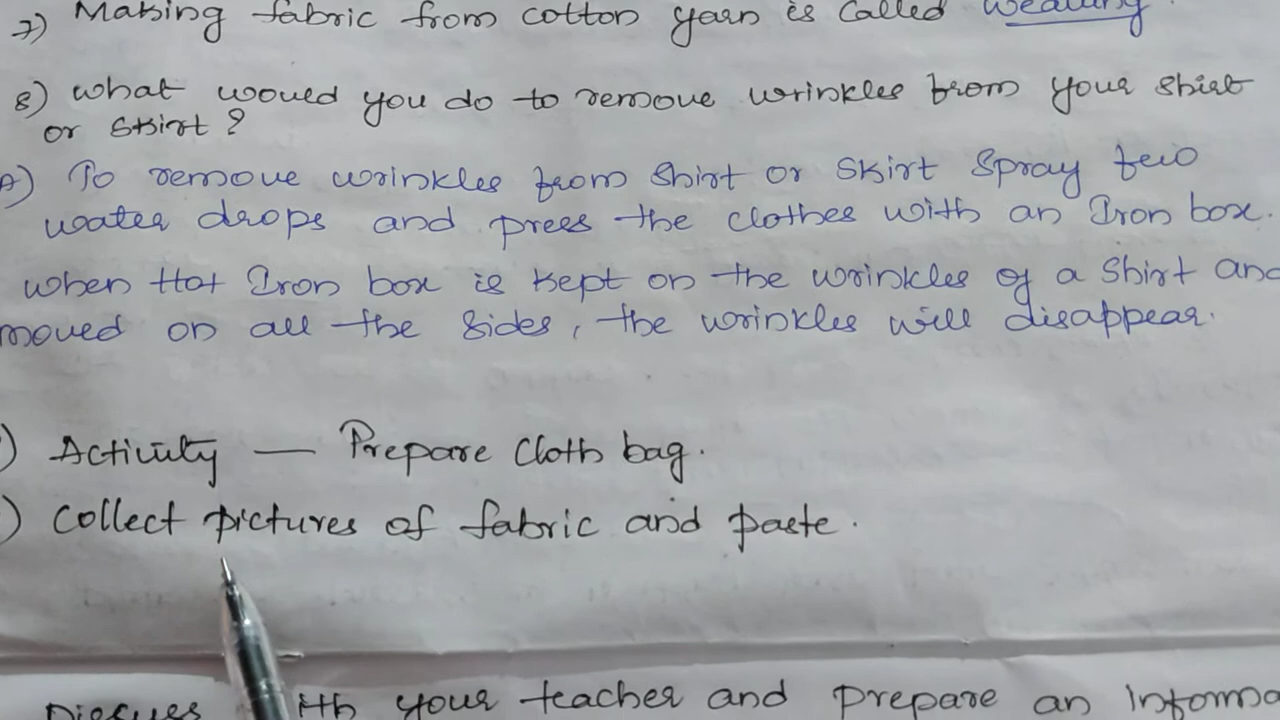 7) Making fabric from cotton yarn is called
8) What would you do to remove wrinkles from your shirt
or skirt?
A) To remove wrinkles from Shirt or Skirt Spray few
water drops and press the clothes with an Iron box.
When Hot Iron box is kept on the wrinkles of a Shirt and
moved on all the sides, the wrinkles will disappear.
) Activity — Prepare Cloth bag.
) Collect pictures of fabric and paste.
Discuss with your teacher and prepare an